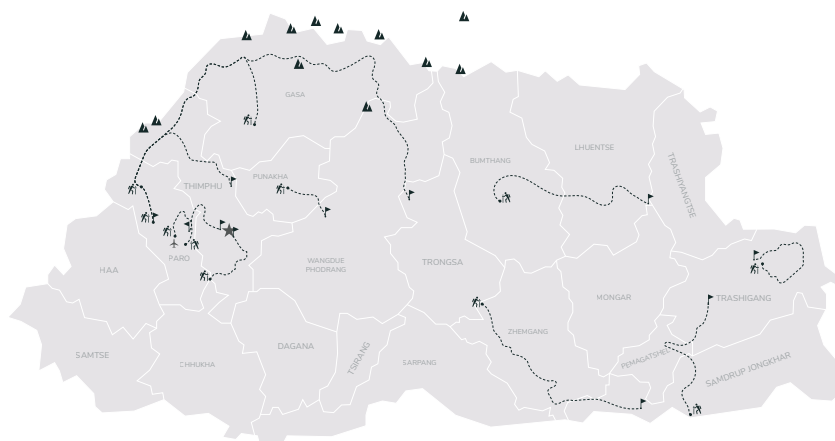 GASA
LHUENTSE
BUMTHANG
TRASHIYANGTSE
PUNAKHA
THIMPHU
PARO
HAA
WANGDUE
PHODRANG
TRONGSA
MONGAR
TRASHIGANG
ZHEMGANG
SAMTSE
CHHUKHA
DAGANA
TSIRANG
SARPANG
PEMAGATSHEL
SAMDRUP JONGKHAR